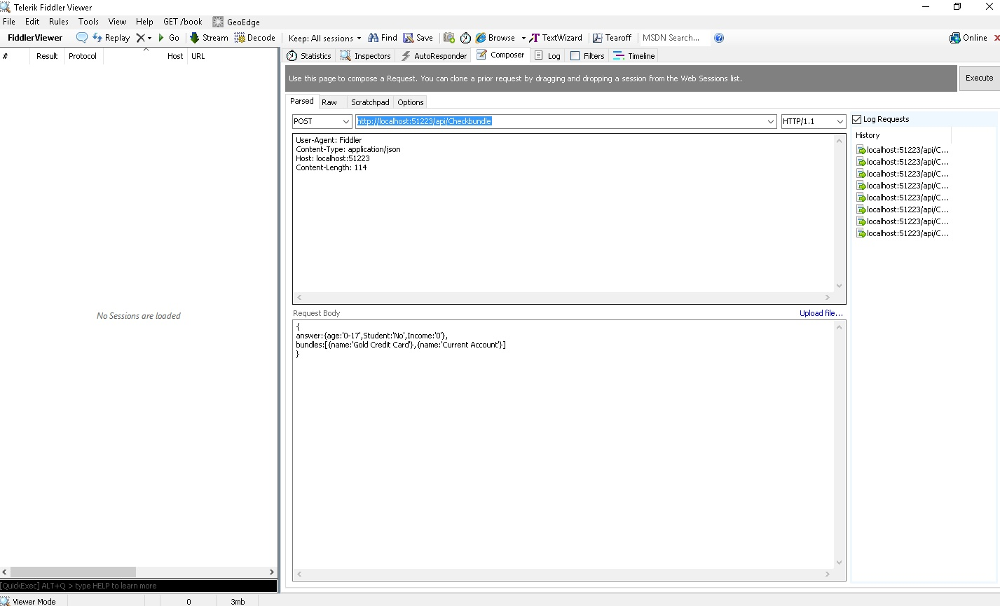 Telerik Fiddler Viewer
File Edit Rules Tools View Help GET /book GeoEdge
FiddlerViewer Replay Go Stream Decode Keep: All sessions Find Save Browse TextWizard Tearoff MSDN Search... Online
# Result Protocol Host URL
Statistics Inspectors AutoResponder Composer Log Filters Timeline
Use this page to compose a Request. You can clone a prior request by dragging and dropping a session from the Web Sessions list.
Execute
Parsed Raw Scratchpad Options
POST http://localhost:51223/api/Checkbundle HTTP/1.1
Log Requests
History
localhost:51223/api/C...
localhost:51223/api/C...
localhost:51223/api/C...
localhost:51223/api/C...
localhost:51223/api/C...
localhost:51223/api/C...
localhost:51223/api/C...
localhost:51223/api/C...
User-Agent: Fiddler
Content-Type: application/json
Host: localhost:51223
Content-Length: 114
No Sessions are loaded
Request Body Upload file...
{
answer:{age:'0-17',Student:'No',Income:'0'},
bundles:[{name:'Gold Credit Card'},{name:'Current Account'}]
}
[QuickExec] ALT+Q > type HELP to learn more
Viewer Mode 0 3mb